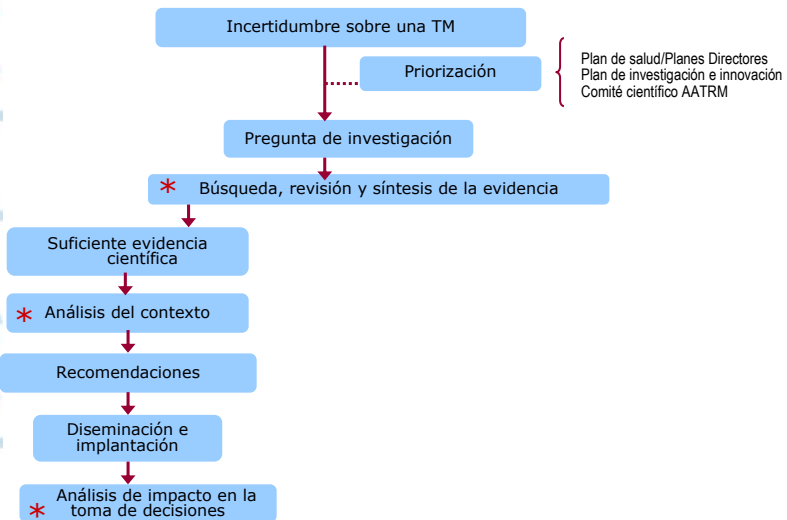 Incertidumbre sobre una TM
Priorización
Plan de salud/Planes Directores
Plan de investigación e innovación
Comité científico AATRM
Pregunta de investigación
* Búsqueda, revisión y síntesis de la evidencia
Suficiente evidencia
científica
* Análisis del contexto
Recomendaciones
Diseminación e
implantación
Análisis de impacto en la
* toma de decisiones